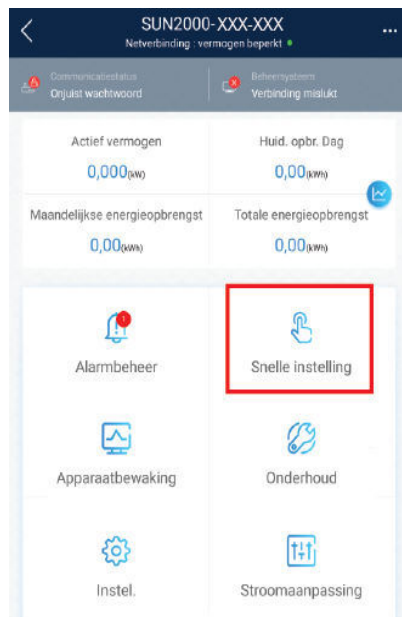 SUN2000-XXX-XXX
Netverbinding : vermogen beperkt
Communicatiestatus
Onjuist wachtwoord
Beheersysteem
Verbinding mislukt
Actief vermogen
0,000(kW)
Huid. opbr. Dag
0,00(kWh)
Maandelijkse energieopbrengst
0,00(kWh)
Totale energieopbrengst
0,00(kWh)
1
Alarmbeheer
Snelle instelling
Apparaatbewaking
Onderhoud
Instel.
Stroomaanpassing